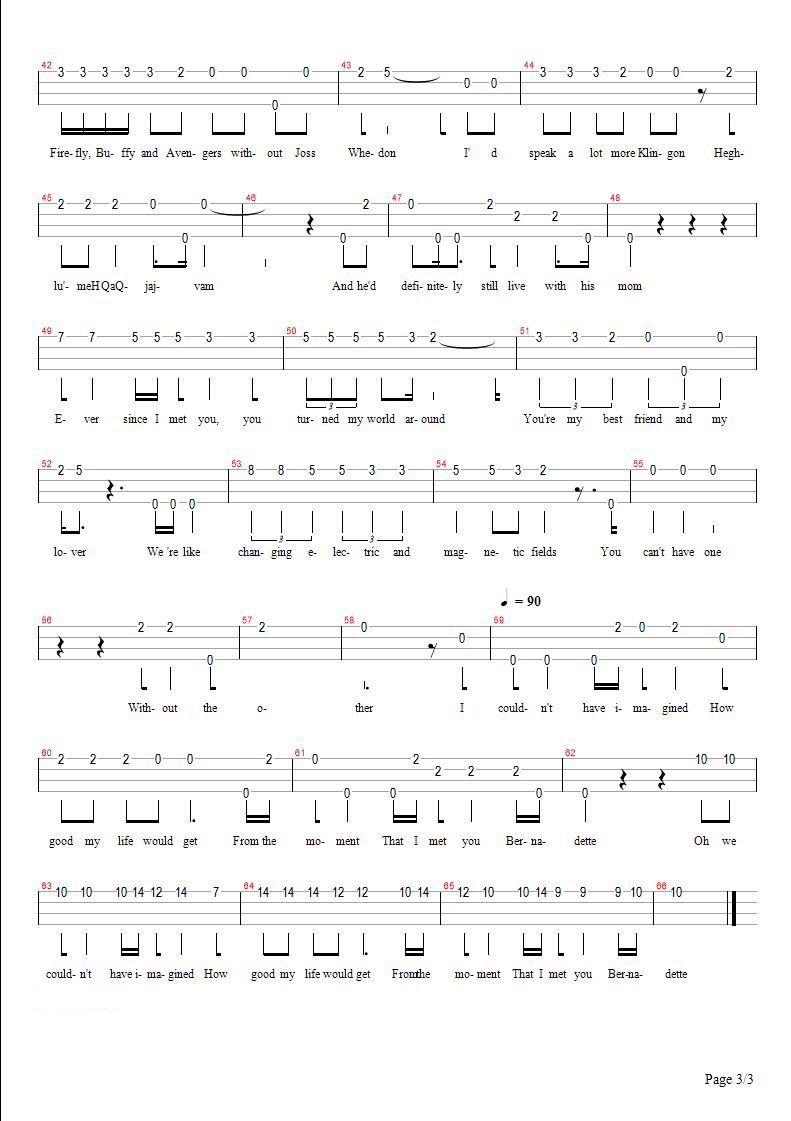 42 3 3 3 3 3 2 0 0 0 0 43 2 5 0 0 44 3 3 3 2 0 0 2
Fire- fly, Bu- ffy and Aven- gers with- out Joss Whe- don I' d speak a lot more Klin- gon Hegh-
45 2 2 2 0 0 0 46 0 2 47 0 0 0 2 2 2 0 48 0
lu'- meH QaQ- jaj- vam And he'd defi- nite- ly still live with his mom
49 7 7 5 5 5 3 3 50 5 5 5 5 3 2 51 3 3 2 0 0 0
3 3 3
E- ver since I met you, you tur- ned my world ar- ound You're my best friend and my
52 2 5 0 0 0 53 8 8 5 5 3 3 54 5 5 3 2 0 55 0 0 0
3 3
lo- ver We 're like chan- ging e- lec- tric and mag- ne- tic fields You can't have one
= 90
56 2 2 0 57 2 58 0 0 59 0 0 0 2 0 2 0
With- out the o- ther I could- n't have i- ma- gined How
60 2 2 2 0 0 0 2 61 0 0 0 2 2 2 2 0 62 0 10 10
good my life would get From the mo- ment That I met you Ber- na- dette Oh we
63 10 10 10 14 12 14 7 64 14 14 14 12 12 10 14 65 12 10 10 14 9 9 9 10 66 10
could- n't have i- ma- gined How good my life would get From the mo- ment That I met you Ber- na- dette
Page 3/3